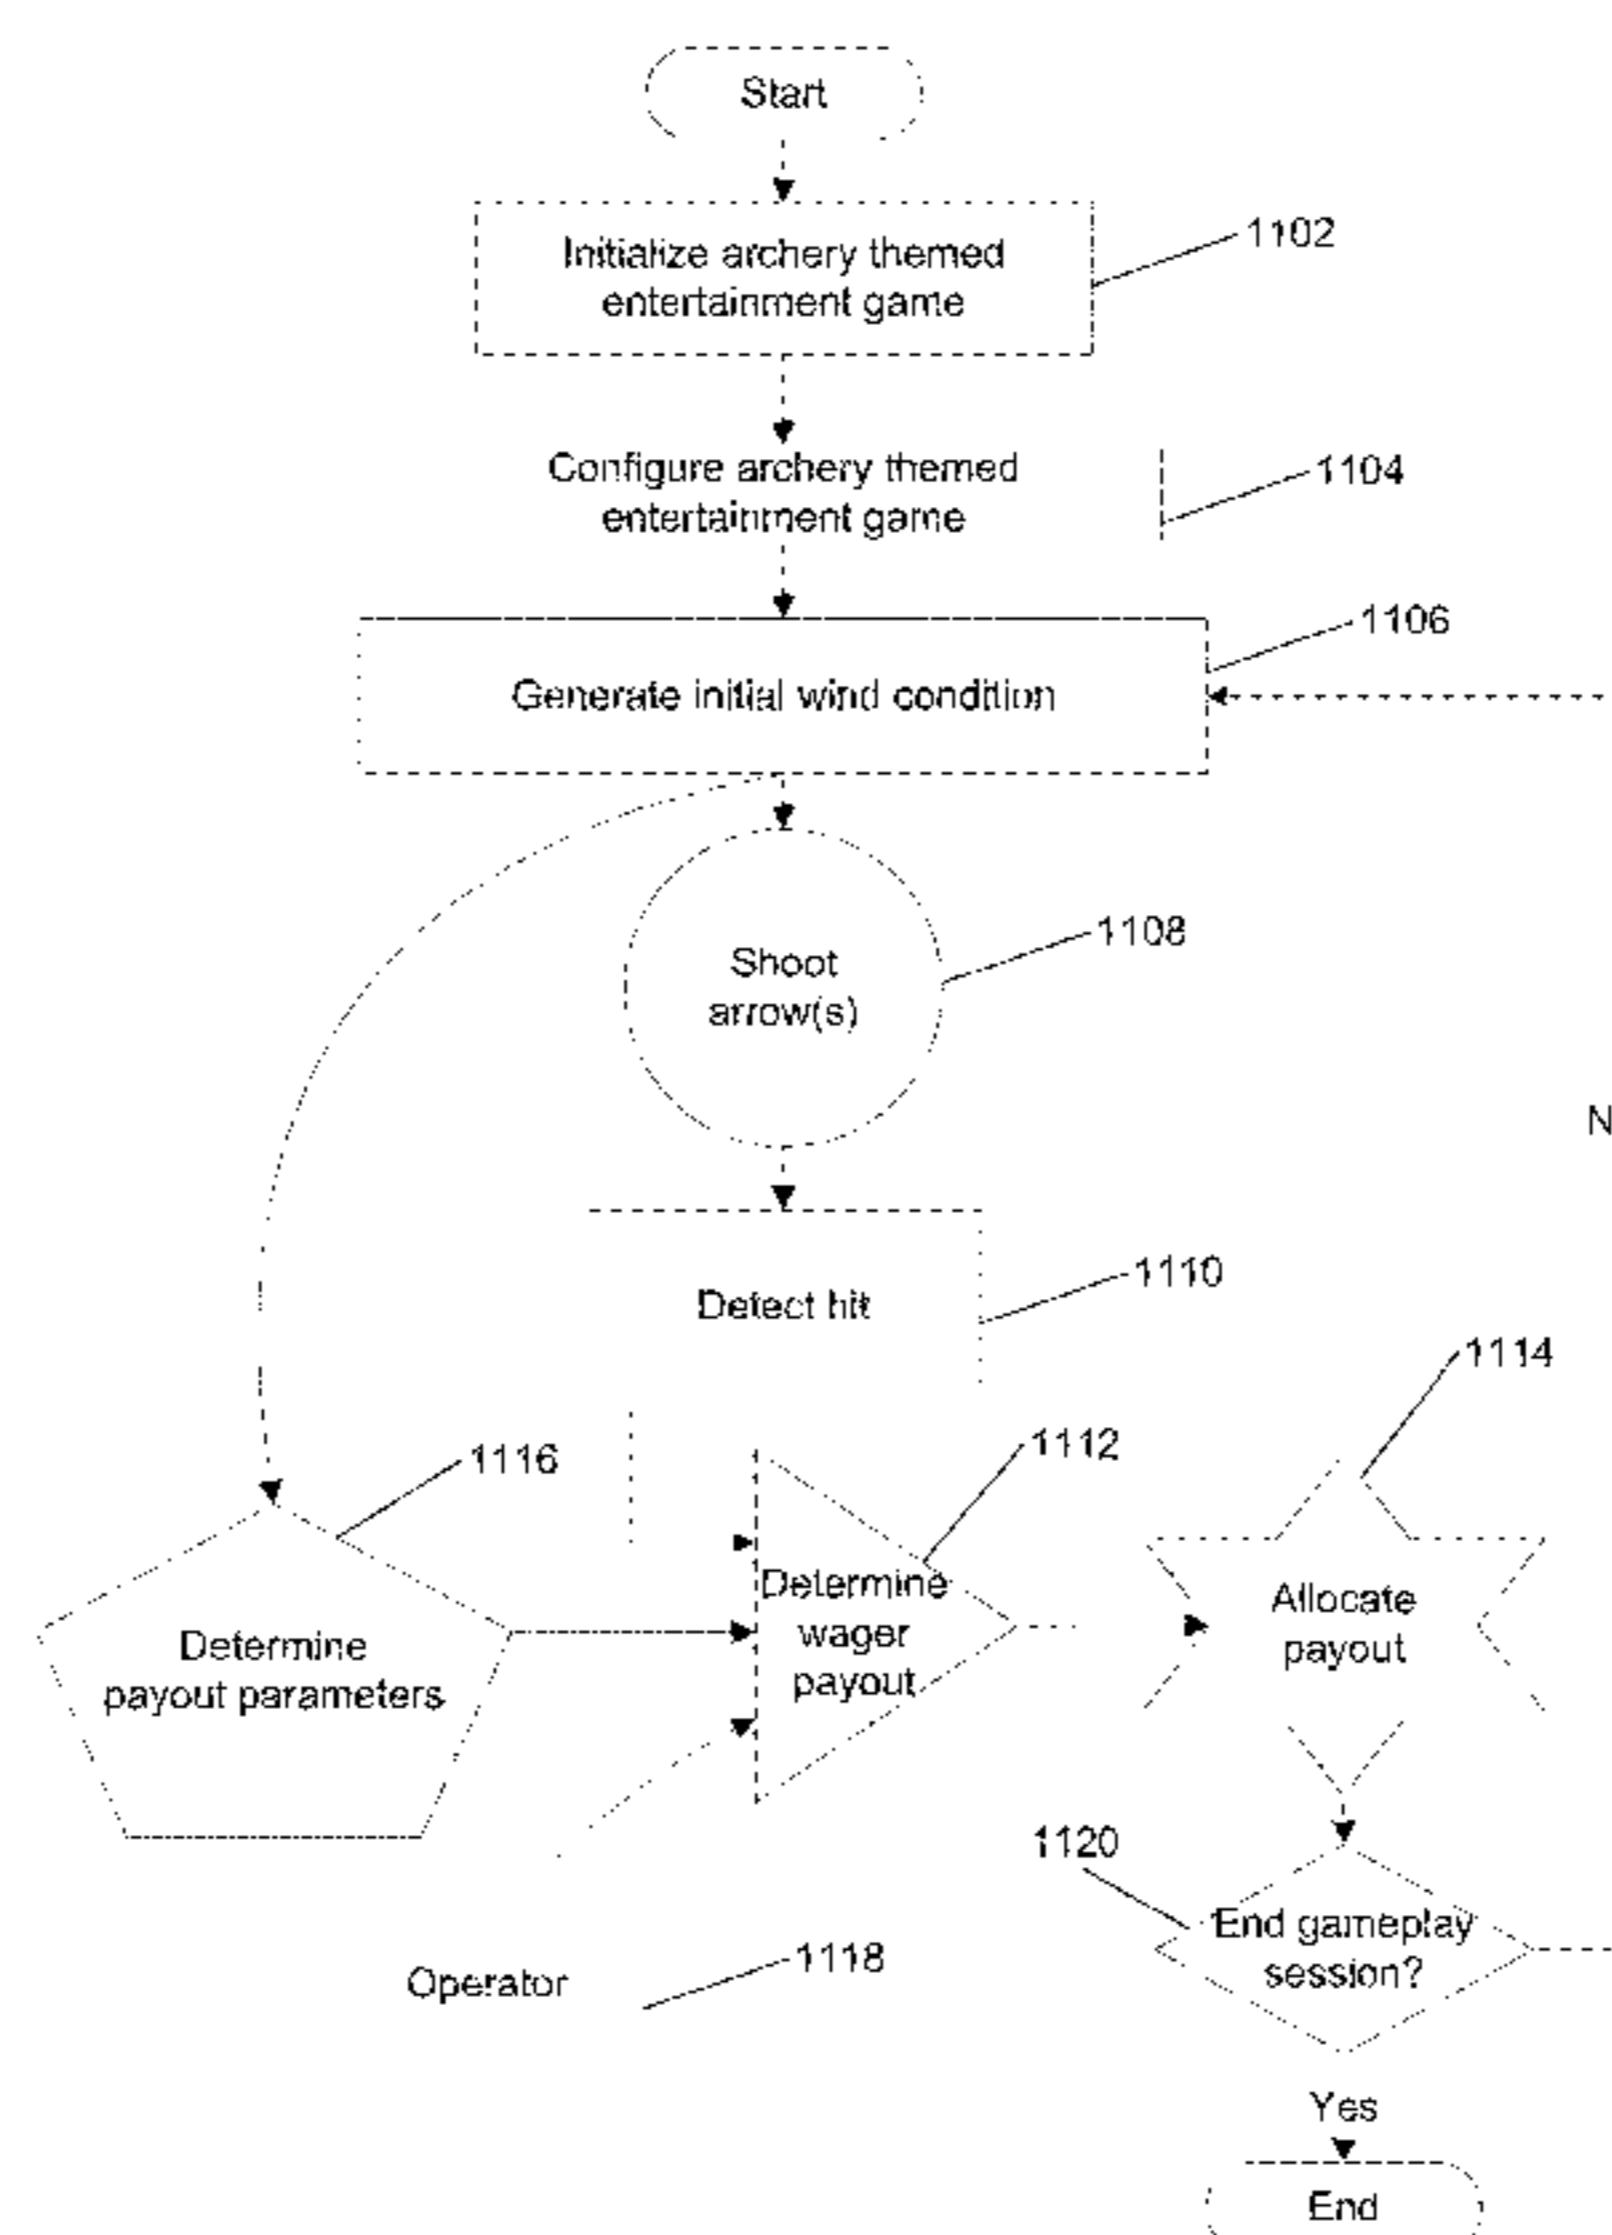 Start
Initialize archery themed
entertainment game
1102
Configure archery themed
entertainment game
1104
1106
Generate initial wind condition
1108
Shoot
arrow(s)
N
1110
Detect hit
1114
1112
1116
Determine
wager
payout
Allocate
payout
Determine
payout parameters
1120
End gameplay
session?
1118
Operator
Yes
End